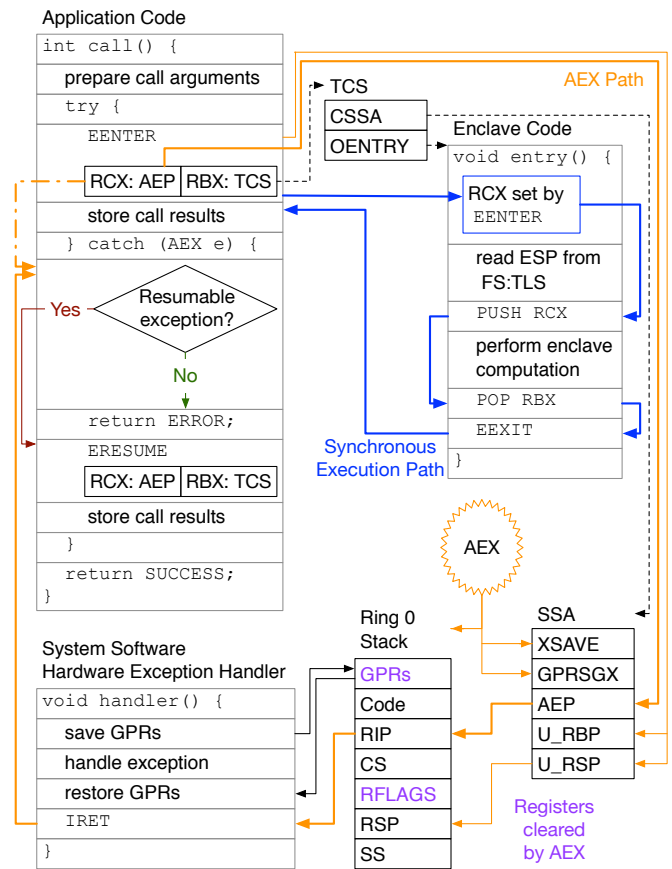 Application Code
int call() {
prepare call arguments
try {
EENTER
RCX: AEP RBX: TCS
store call results
} catch (AEX e) {
Resumable
exception?
Yes
No
return ERROR;
ERESUME
RCX: AEP RBX: TCS
store call results
}
return SUCCESS;
}
TCS
CSSA
OENTRY
AEX Path
Enclave Code
void entry() {
RCX set by
EENTER
read ESP from
FS:TLS
PUSH RCX
perform enclave
computation
POP RBX
EEXIT
}
Synchronous
Execution Path
AEX
System Software
Hardware Exception Handler
void handler() {
save GPRs
handle exception
restore GPRs
IRET
}
Ring 0
Stack
GPRs
Code
RIP
CS
RFLAGS
RSP
SS
SSA
XSAVE
GPRSGX
AEP
U_RBP
U_RSP
Registers
cleared
by AEX